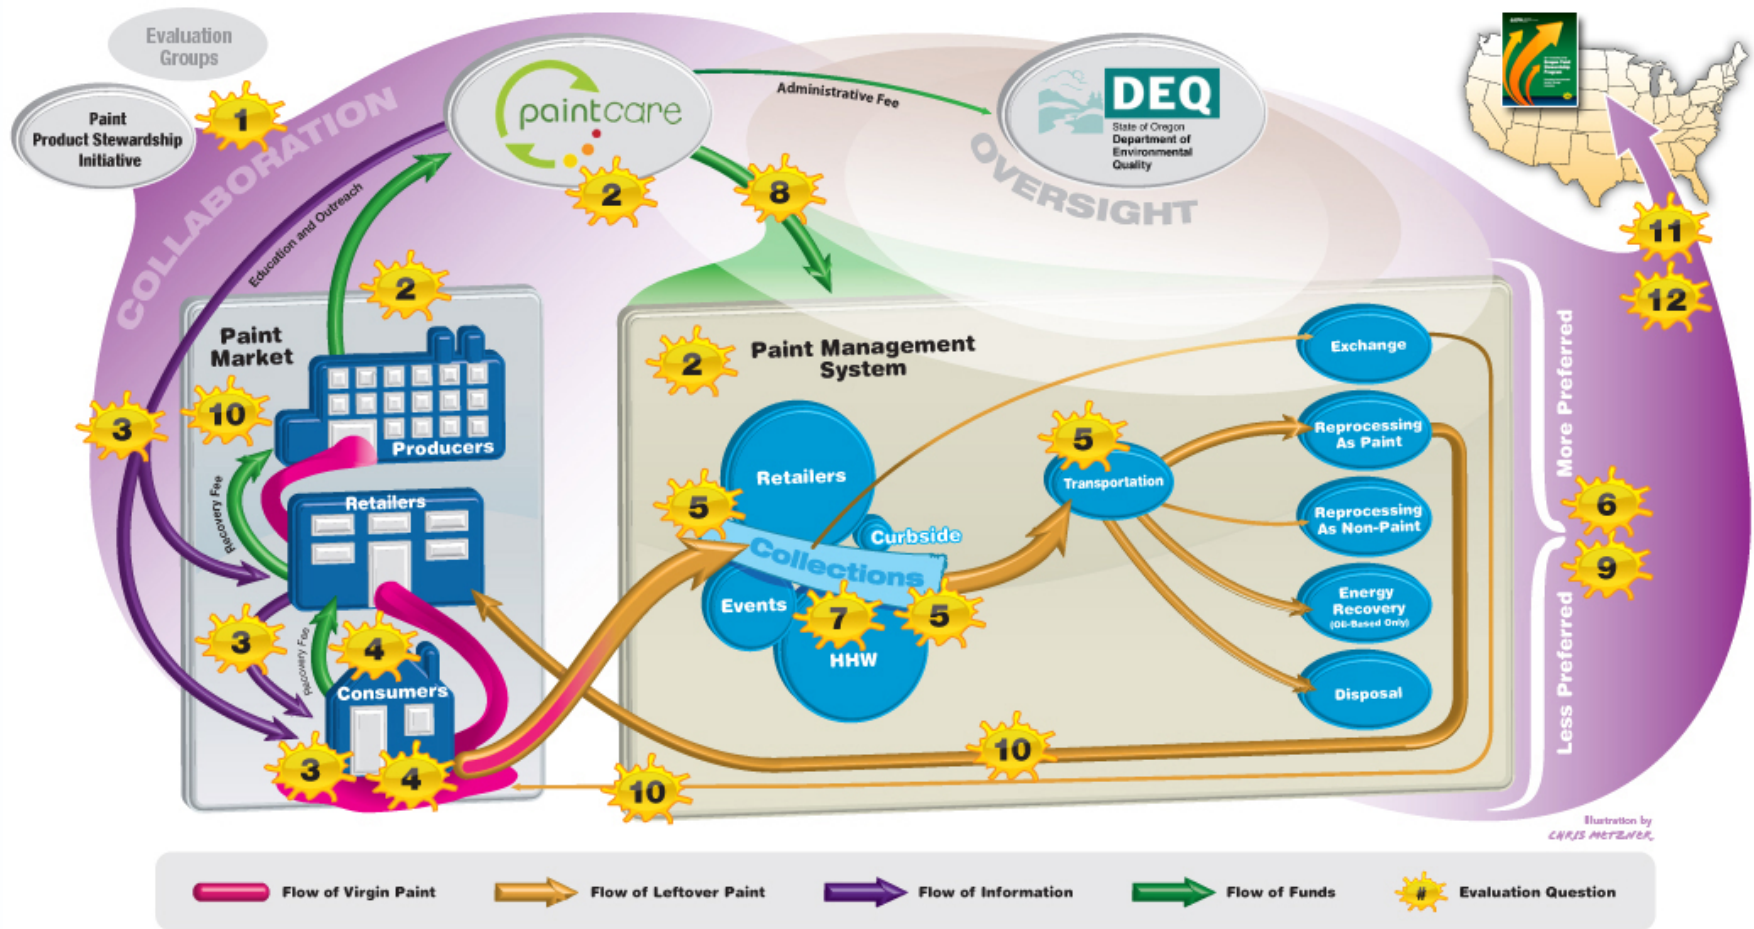 Evaluation
Groups
Paint
Product Stewardship
Initiative
1
COLLABORATION
paintcare
2
Administrative Fee
DEQ
State of Oregon
Department of
Environmental
Quality
OVERSIGHT
8
11
12
Education and Outreach
2
Paint
Market
3
10
Producers
Recovery Fee
Retailers
3
4
Recovery Fee
Consumers
3
4
2
Paint Management
System
Retailers
5
Curbside
Collections
Events
7
5
HHW
5
Transportation
Exchange
Reprocessing
As Paint
Reprocessing
As Non-Paint
Energy
Recovery
(Oil-Based Only)
Disposal
10
10
More Preferred
6
9
Less Preferred
Illustration by
CHRIS METZNER
Flow of Virgin Paint
Flow of Leftover Paint
Flow of Information
Flow of Funds
#
Evaluation Question